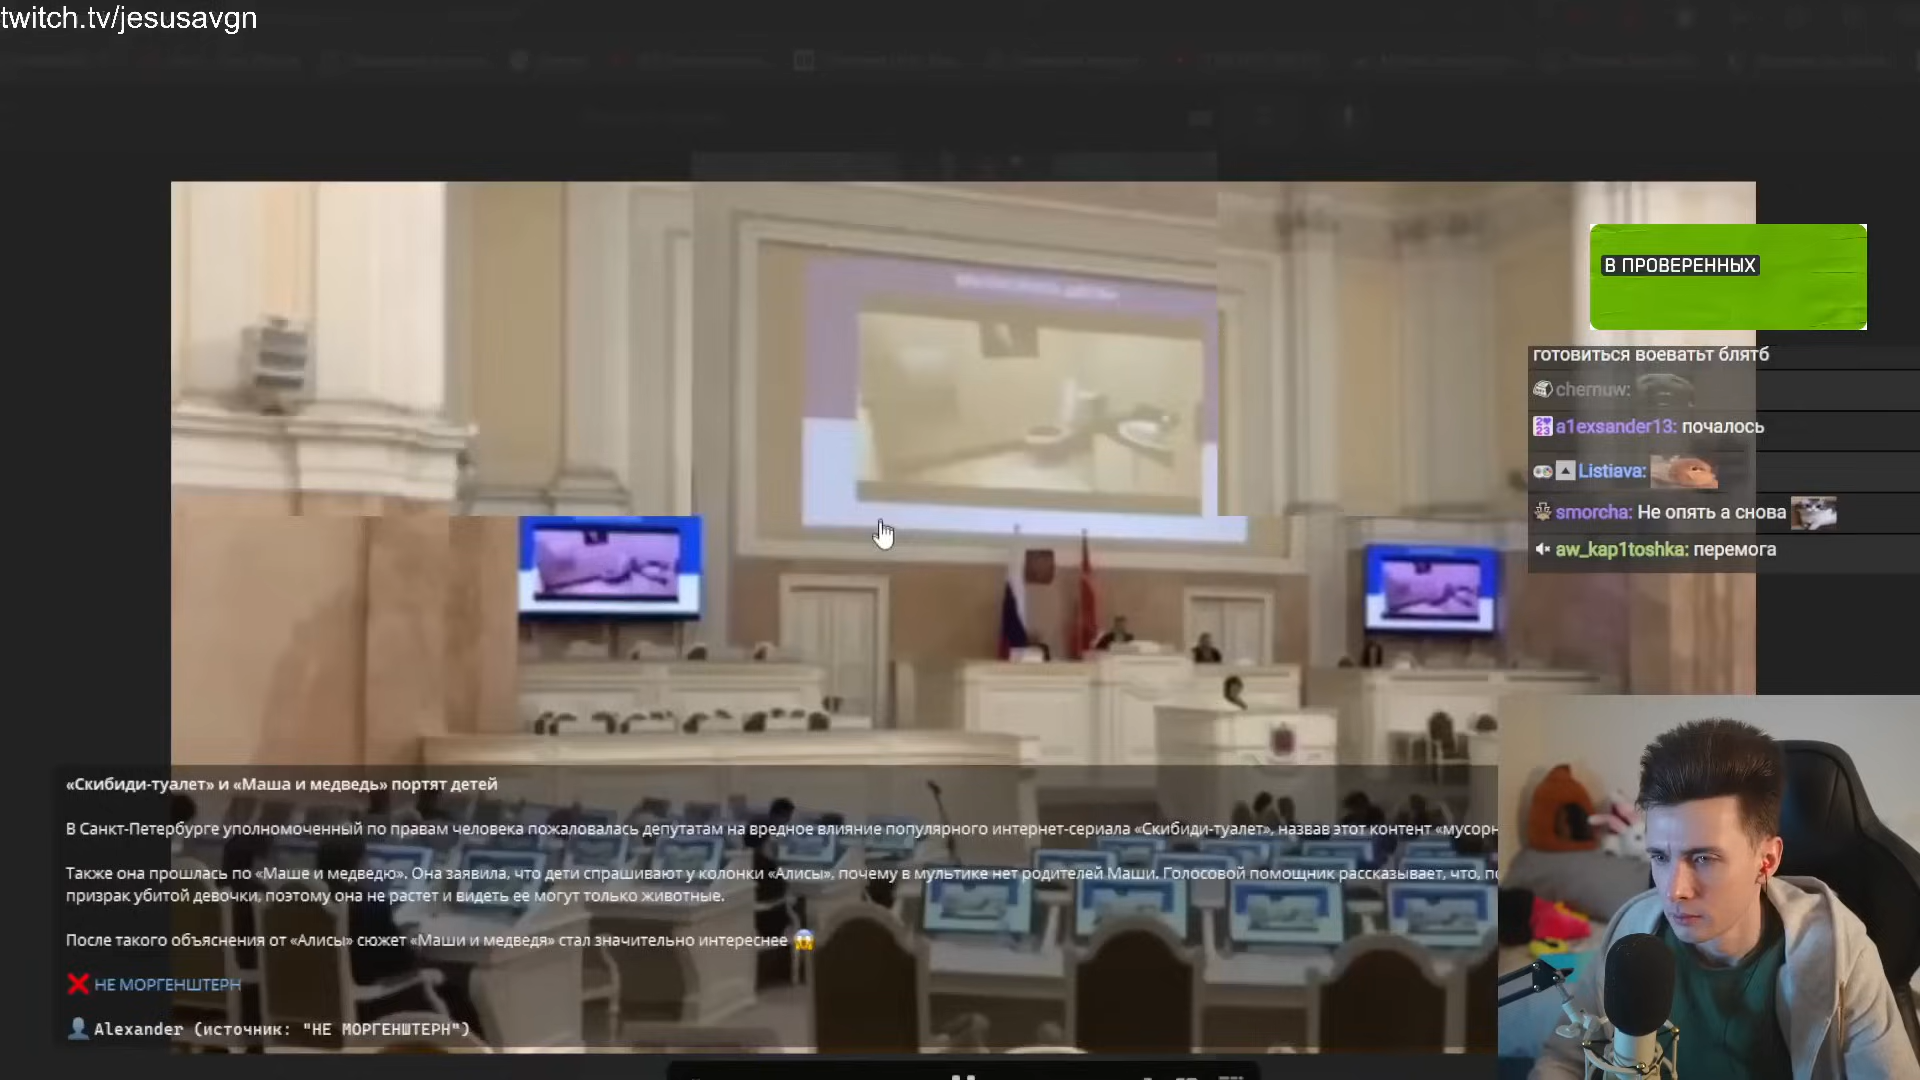 twitch.tv/jesusavgn
В ПРОВЕРЕННЫХ
готовиться воеватьт блятб
chernuw:
a1exsander13: почалось
Listiava:
smorcha: Не опять а снова
aw_kap1toshka: перемога
«Скибиди-туалет» и «Маша и медведь» портят детей
В Санкт-Петербурге уполномоченный по правам человека пожаловалась депутатам на вредное влияние популярного интернет-сериала «Скибиди-туалет», назвав этот контент «мусорн
Также она прошлась по «Маше и медведю». Она заявила, что дети спрашивают у колонки «Алисы», почему в мультике нет родителей Маши. Голосовой помощник рассказывает, что, по
призрак убитой девочки, поэтому она не растет и видеть ее могут только животные.
После такого объяснения от «Алисы» сюжет «Маши и медведя» стал значительно интереснее 😱
❌ НЕ МОРГЕНШТЕРН
👤 Alexander (источник: "НЕ МОРГЕНШТЕРН")